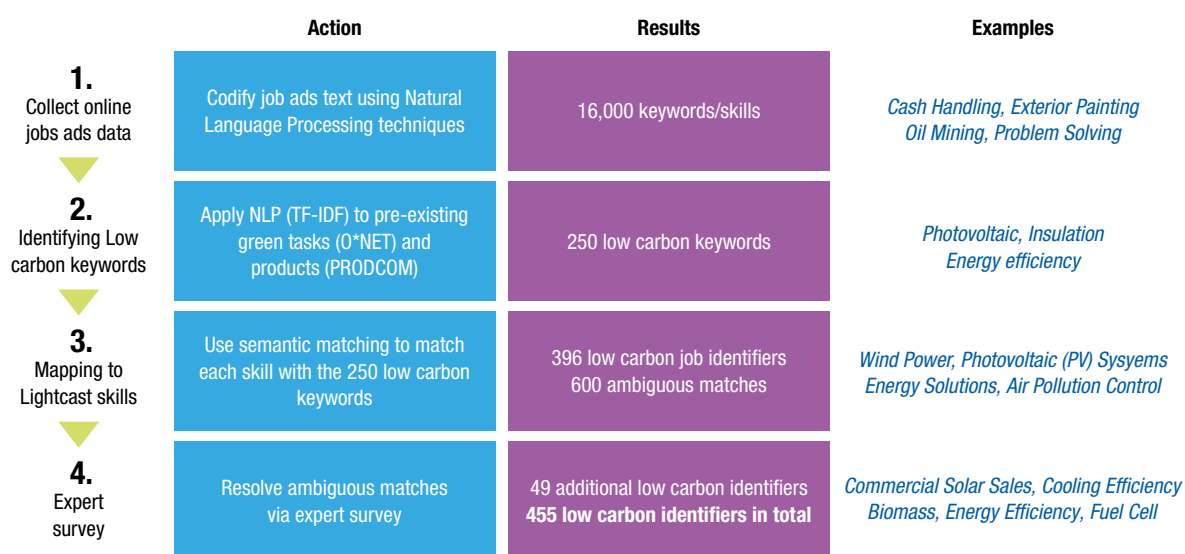 Action
Results
Examples
1.
Collect online
jobs ads data
Codify job ads text using Natural
Language Processing techniques
16,000 keywords/skills
Cash Handling, Exterior Painting
Oil Mining, Problem Solving
2.
Identifying Low
carbon keywords
Apply NLP (TF-IDF) to pre-existing
green tasks (O*NET) and
products (PRODCOM)
250 low carbon keywords
Photovoltaic, Insulation
Energy efficiency
3.
Mapping to
Lightcast skills
Use semantic matching to match
each skill with the 250 low carbon
keywords
396 low carbon job identifiers
600 ambiguous matches
Wind Power, Photovoltaic (PV) Sysyems
Energy Solutions, Air Pollution Control
4.
Expert
survey
Resolve ambiguous matches
via expert survey
49 additional low carbon identifiers
455 low carbon identifiers in total
Commercial Solar Sales, Cooling Efficiency
Biomass, Energy Efficiency, Fuel Cell